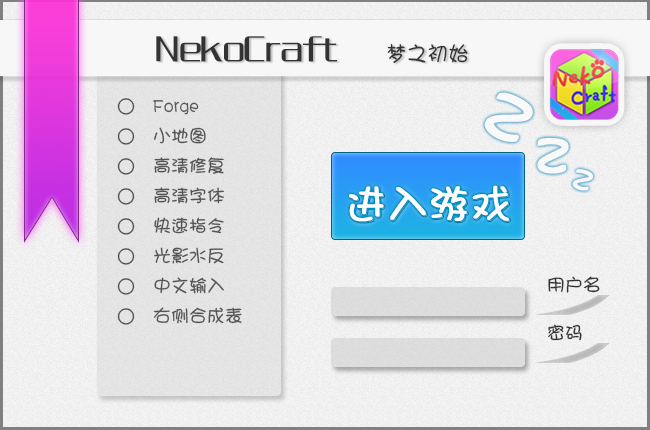 NekoCraft 梦之初始
Neko
Craft
Forge
小地图
高清修复
高清字体
快速指令
光影水反
中文输入
右侧合成表
进入游戏
用户名
密码